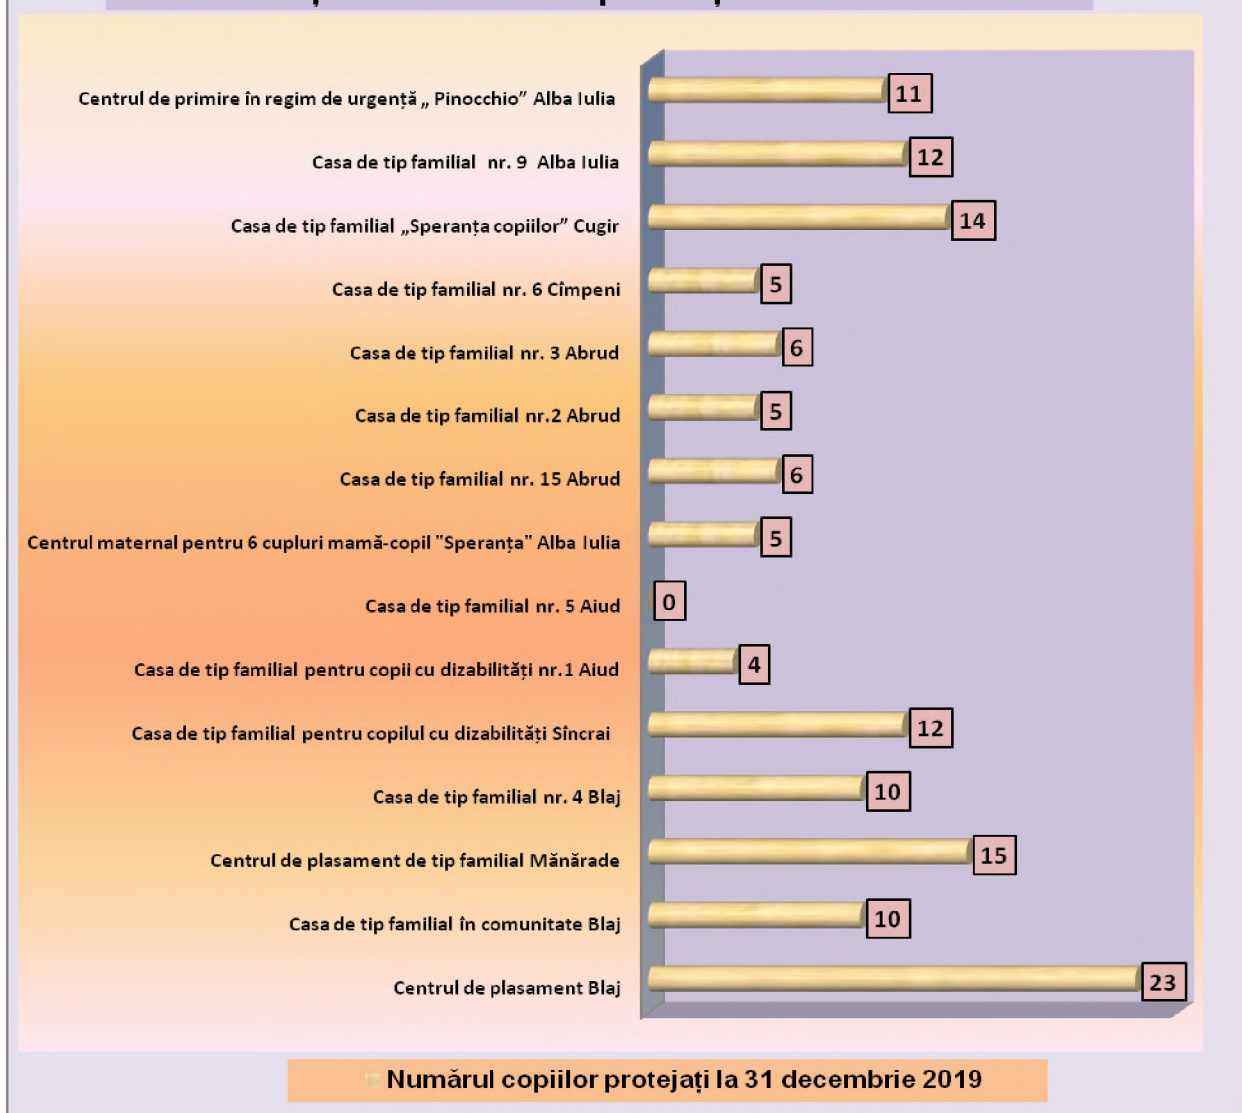 Centrul de primire în regim de urgență „ Pinocchio” Alba Iulia
11
Casa de tip familial nr. 9 Alba Iulia
12
Casa de tip familial „Speranța copiilor” Cugir
14
Casa de tip familial nr. 6 Cîmpeni
5
Casa de tip familial nr. 3 Abrud
6
Casa de tip familial nr.2 Abrud
5
Casa de tip familial nr. 15 Abrud
6
Centrul maternal pentru 6 cupluri mamă-copil "Speranța" Alba Iulia
5
Casa de tip familial nr. 5 Aiud
0
Casa de tip familial pentru copii cu dizabilități nr.1 Aiud
4
Casa de tip familial pentru copilul cu dizabilități Sîncrai
12
Casa de tip familial nr. 4 Blaj
10
Centrul de plasament de tip familial Mănărade
15
Casa de tip familial în comunitate Blaj
10
Centrul de plasament Blaj
23
Numărul copiilor protejați la 31 decembrie 2019